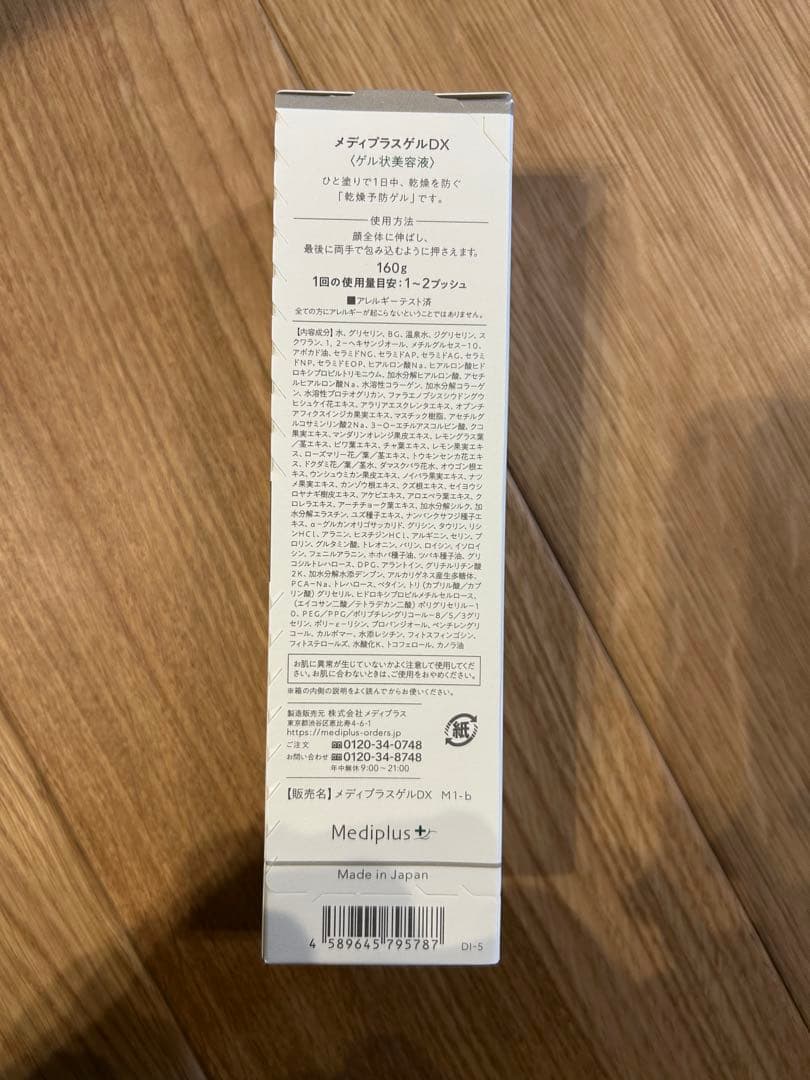 メディプラスゲルDX
〈ゲル状美容液〉
ひと塗りで1日中、乾燥を防ぐ
「乾燥予防ゲル」です。
使用方法
顔全体に伸ばし、
最後に両手で包み込むように押さえます。
160g
1回の使用量目安：1〜2プッシュ
■アレルギーテスト済
全ての方にアレルギーが起こらないということではありません。
【内容成分】水、グリセリン、BG、温泉水、ジグリセリン、ス
クワラン、1，2－ヘキサンジオール、メチルグルセス－10、
アボカド油、セラミドNG、セラミドAP、セラミドAG、セラミ
ドNP、セラミドEOP、ヒアルロン酸Na、ヒアルロン酸ヒド
ロキシプロピルトリモニウム、加水分解ヒアルロン酸、アセチ
ルヒアルロン酸Na、水溶性コラーゲン、加水分解コラーゲ
ン、水溶性プロテオグリカン、ファラエノプシスシウドングウ
ヒシュケイ花エキス、アラリアエスクレンタエキス、オプンチ
アフィクスインジカ果実エキス、マスチック樹脂、アセチルグ
ルコサミンリン酸2Na、3－O－エチルアスコルビン酸、クコ
果実エキス、マンダリンオレンジ果皮エキス、レモングラス葉
／茎エキス、ビワ葉エキス、チャ葉エキス、レモン果実エキ
ス、ローズマリー花／葉／茎エキス、トウキンセンカ花エキ
ス、ドクダミ花／葉／茎水、ダマスクバラ花水、オウゴン根エ
キス、ウンシュウミカン果皮エキス、ノイバラ果実エキス、ナツ
メ果実エキス、カンゾウ根エキス、クズ根エキス、セイヨウシ
ロヤナギ樹皮エキス、アケビエキス、アロエベラ葉エキス、ク
ロレラエキス、アーチチョーク葉エキス、加水分解シルク、加
水分解エラスチン、ユズ種子エキス、ナンバンクサフジ種子エ
キス、α－グルカンオリゴサッカリド、グリシン、タウリン、リシ
ンHCl、アラニン、ヒスチジンHCl、アルギニン、セリン、プ
ロリン、グルタミン酸、トレオニン、バリン、ロイシン、イソロイ
シン、フェニルアラニン、ホホバ種子油、ツバキ種子油、グリ
コシルトレハロース、DPG、アラントイン、グリチルリチン酸
2K、加水分解水添デンプン、アルカリゲネス産生多糖体、
PCA－Na、トレハロース、ベタイン、トリ（カプリル酸／カプ
リン酸）グリセリル、ヒドロキシプロピルメチルセルロース、
（エイコサン二酸／テトラデカン二酸）ポリグリセリル－1
0、PEG／PPG／ポリブチレングリコール－8／5／3グリ
セリン、ポリ－ε－リシン、プロパンジオール、ペンチレングリ
コール、カルボマー、水添レシチン、フィトスフィンゴシン、
フィトステロールズ、水酸化K、トコフェロール、カノラ油
お肌に異常が生じていないかよく注意して使用してくだ
さい。お肌に合わないときは、ご使用をおやめください。
※箱の内側の説明をよく読んでからお使いください。
製造販売元 株式会社メディプラス
東京都渋谷区恵比寿4-6-1
https://mediplus-orders.jp
ご注文 0120-34-0748
お問い合わせ 0120-34-8748
年中無休 9:00〜21:00
紙
【販売名】メディプラスゲルDX M1-b
Mediplus+
Made in Japan
4 589645 795787
DI-5